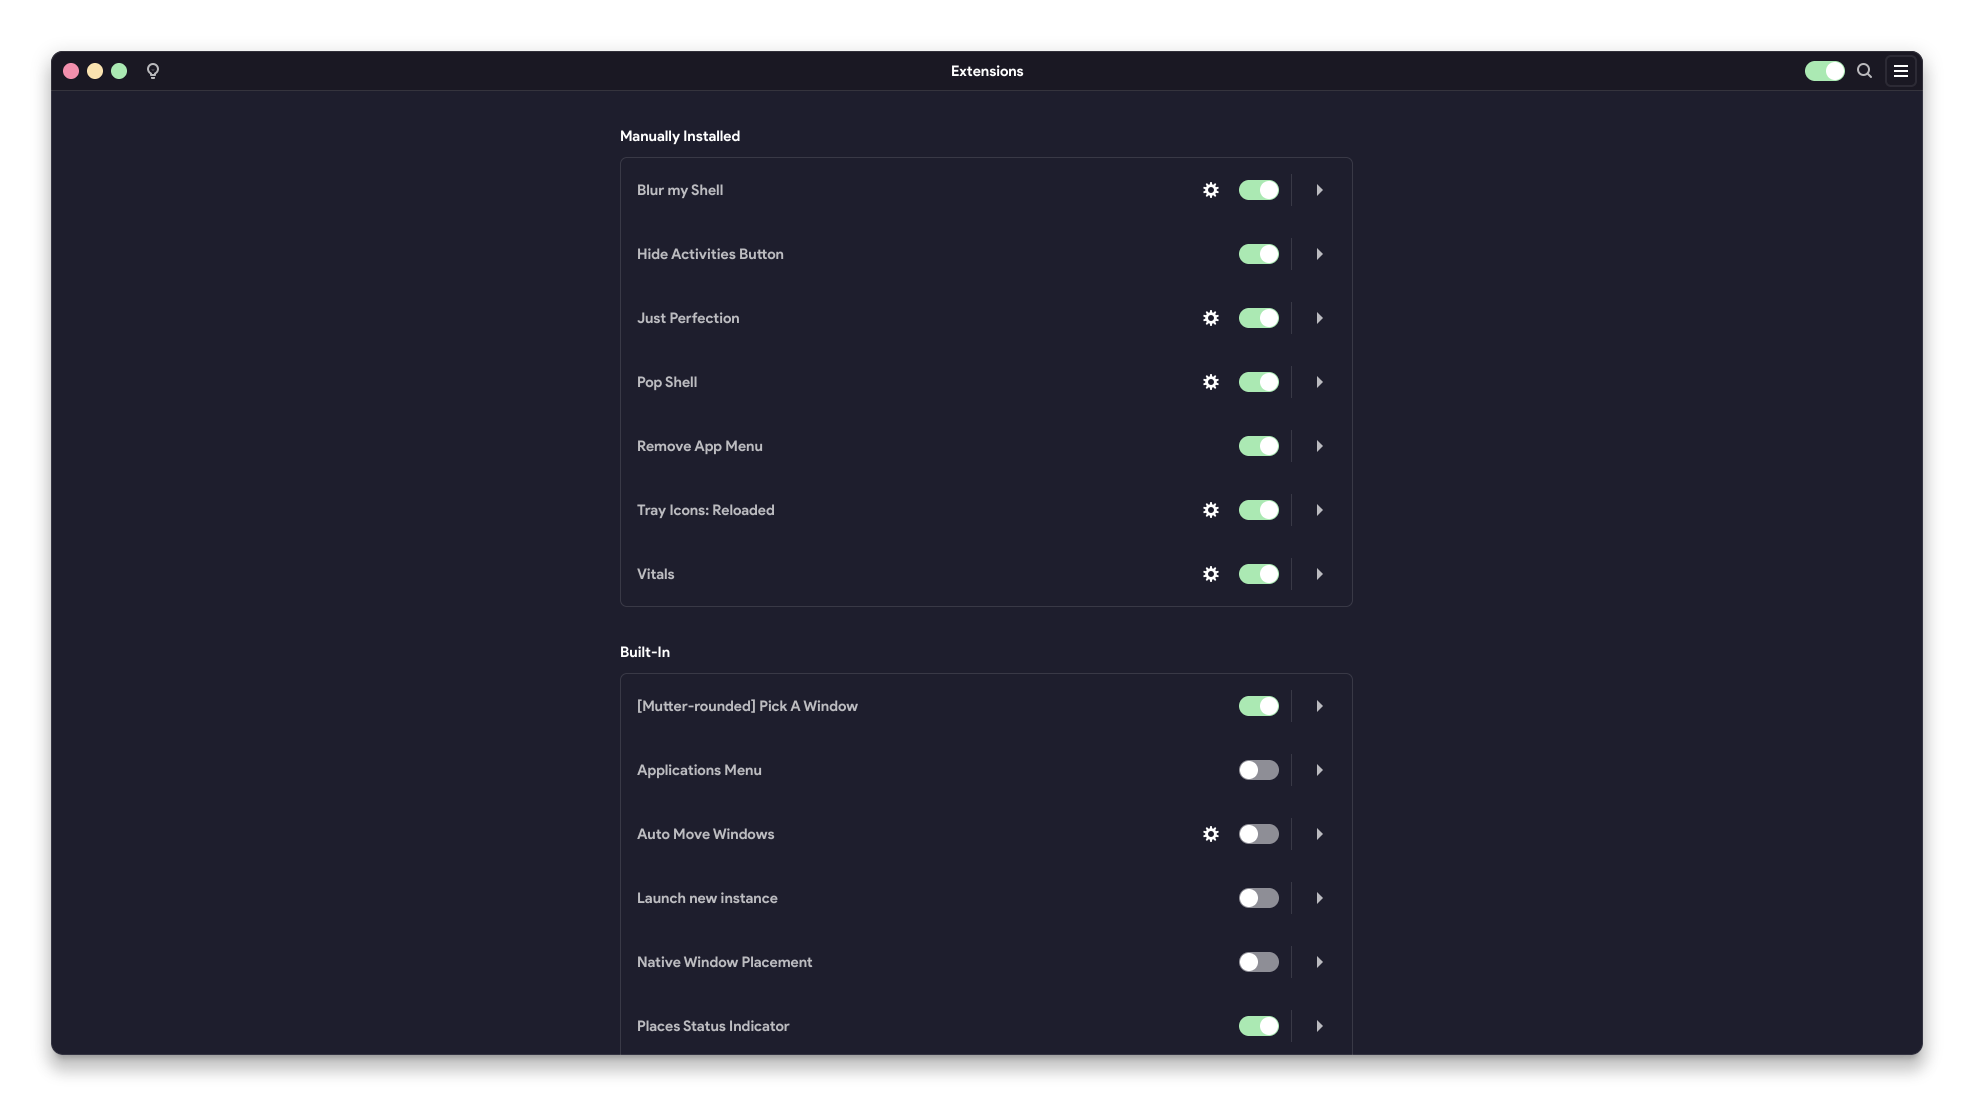 Extensions
Manually Installed
Blur my Shell
Hide Activities Button
Just Perfection
Pop Shell
Remove App Menu
Tray Icons: Reloaded
Vitals
Built-In
[Mutter-rounded] Pick A Window
Applications Menu
Auto Move Windows
Launch new instance
Native Window Placement
Places Status Indicator